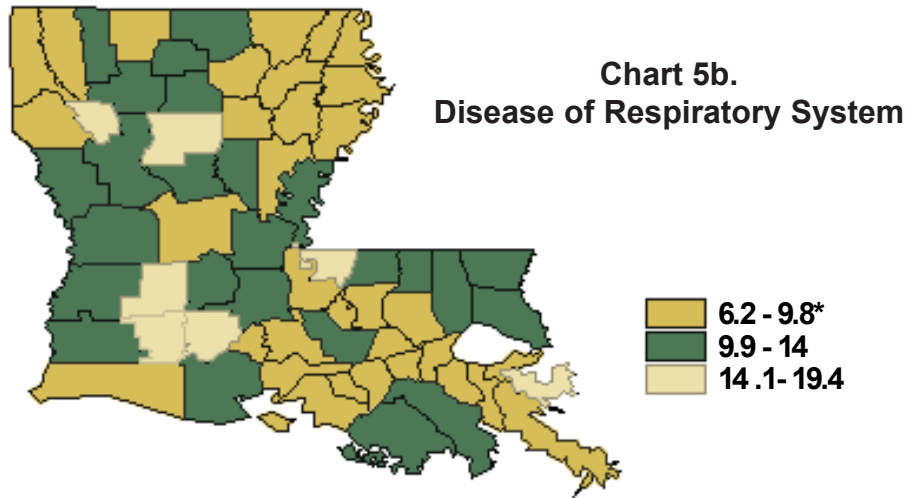 Chart 5b.
Disease of Respiratory System
6.2 - 9.8*
9.9 - 14
14 .1- 19.4